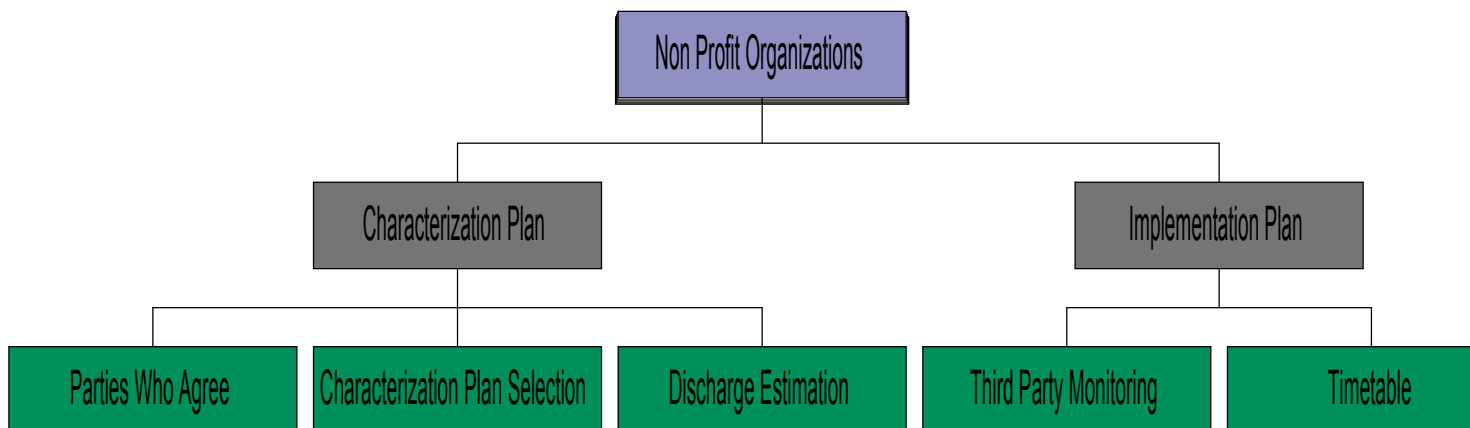 Non Profit Organizations
Characterization Plan
Implementation Plan
Parties Who Agree
Characterization Plan Selection
Discharge Estimation
Third Party Monitoring
Timetable